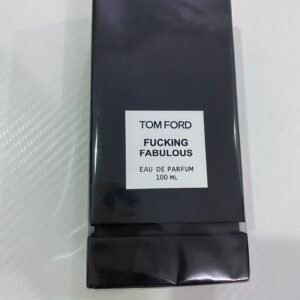 TOM FORD
FUCKING
FABULOUS
EAU DE PARFUM
100 ML